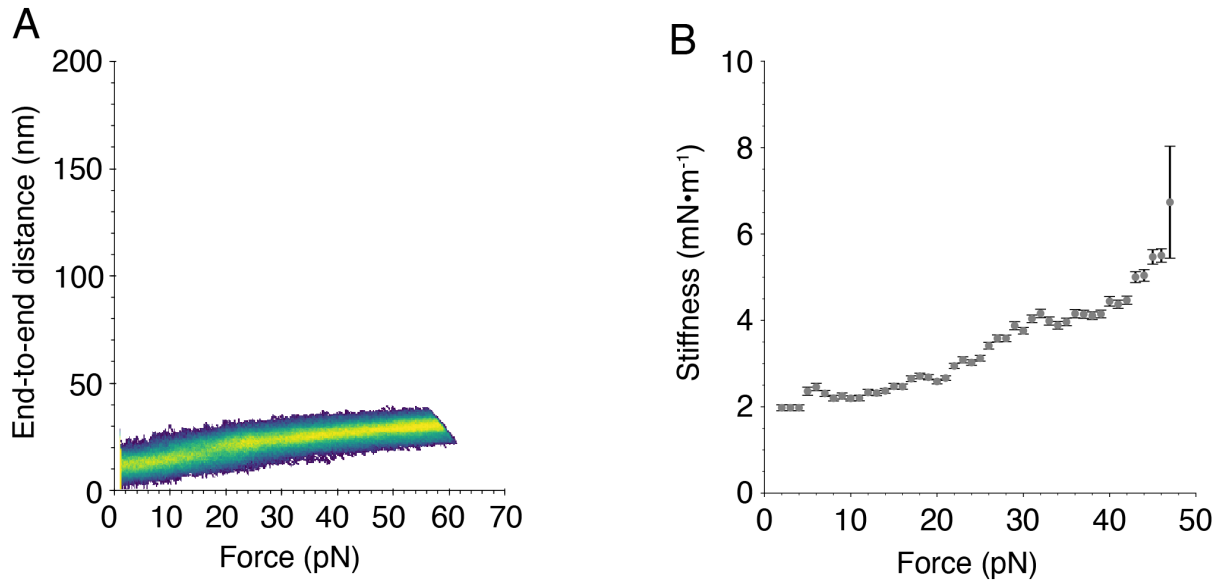 A
End-to-end distance (nm)
200
150
100
50
0
0 10 20 30 40 50 60 70
Force (pN)
B
Stiffness (mN•m⁻¹)
10
8
6
4
2
0
0 10 20 30 40 50
Force (pN)